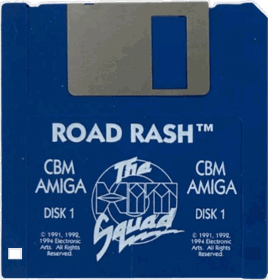 ROAD RASH™
CBM
AMIGA
DISK 1
© 1991, 1992,
1994 Electronic
Arts. All Rights
Reserved.
The
Squad
CBM
AMIGA
DISK 1
© 1991, 1992,
1994 Electronic
Arts. All Rights
Reserved.